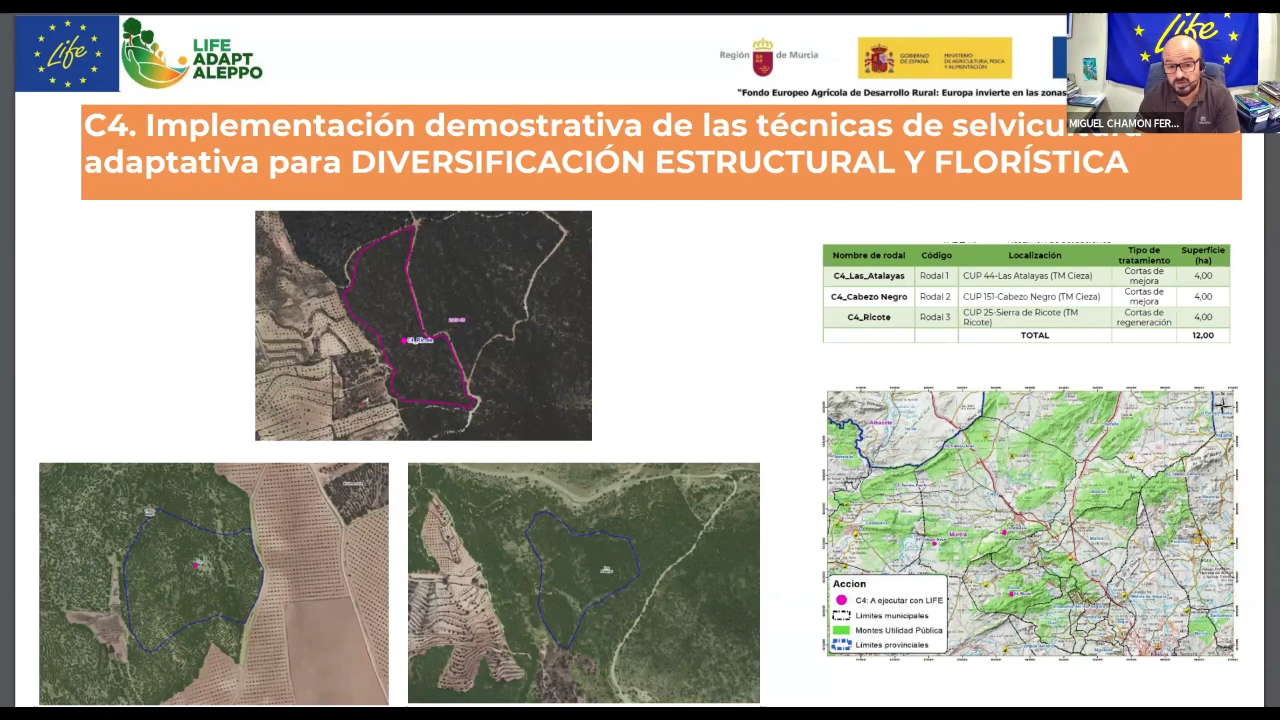 life
LIFE
ADAPT
ALEPPO
Región de Murcia
GOBIERNO
DE ESPAÑA
MINISTERIO
DE AGRICULTURA, PESCA
Y ALIMENTACIÓN
"Fondo Europeo Agrícola de Desarrollo Rural: Europa invierte en las zonas
life
MIGUEL CHAMON FER...
C4. Implementación demostrativa de las técnicas de
adaptativa para DIVERSIFICACIÓN ESTRUCTURAL Y FLORÍSTICA
C4_Ricote
Nombre de rodal Código Localización Tipo de tratamiento Superficie (ha)
C4_Las_Atalayas Rodal 1 CUP 44-Las Atalayas (TM Cieza) Cortas de mejora 4,00
C4_Cabezo Negro Rodal 2 CUP 151-Cabezo Negro (TM Cieza) Cortas de mejora 4,00
C4_Ricote Rodal 3 CUP 25-Sierra de Ricote (TM Ricote) Cortas de regeneración 4,00
TOTAL 12,00
Albacete
Murcia
Accion
C4: A ejecutar con LIFE
Límites municipales
Montes Utilidad Pública
Límites provinciales